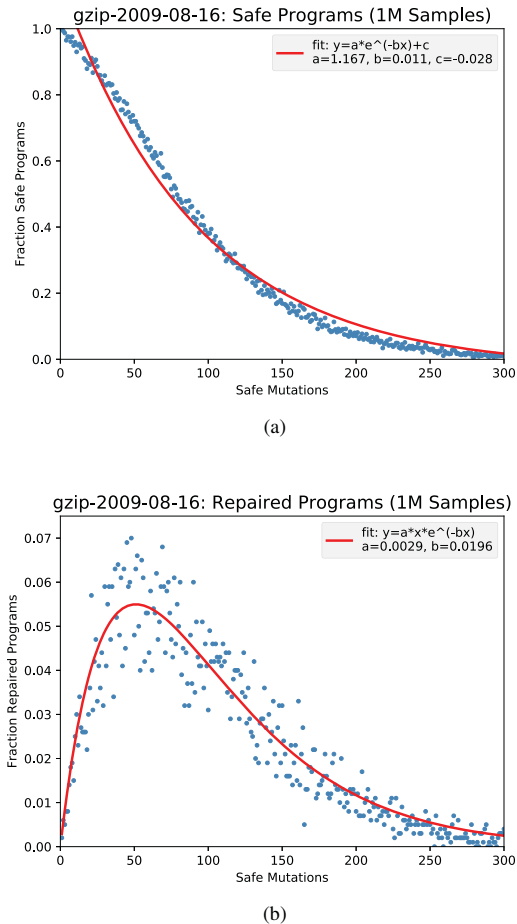 gzip-2009-08-16: Safe Programs (1M Samples)
fit: y=a*e^(-bx)+c
a=1.167, b=0.011, c=-0.028
1.0
0.8
0.6
0.4
0.2
0.0
Fraction Safe Programs
0 50 100 150 200 250 300
Safe Mutations
(a)
gzip-2009-08-16: Repaired Programs (1M Samples)
fit: y=a*x*e^(-bx)
a=0.0029, b=0.0196
0.07
0.06
0.05
0.04
0.03
0.02
0.01
0.00
Fraction Repaired Programs
0 50 100 150 200 250 300
Safe Mutations
(b)